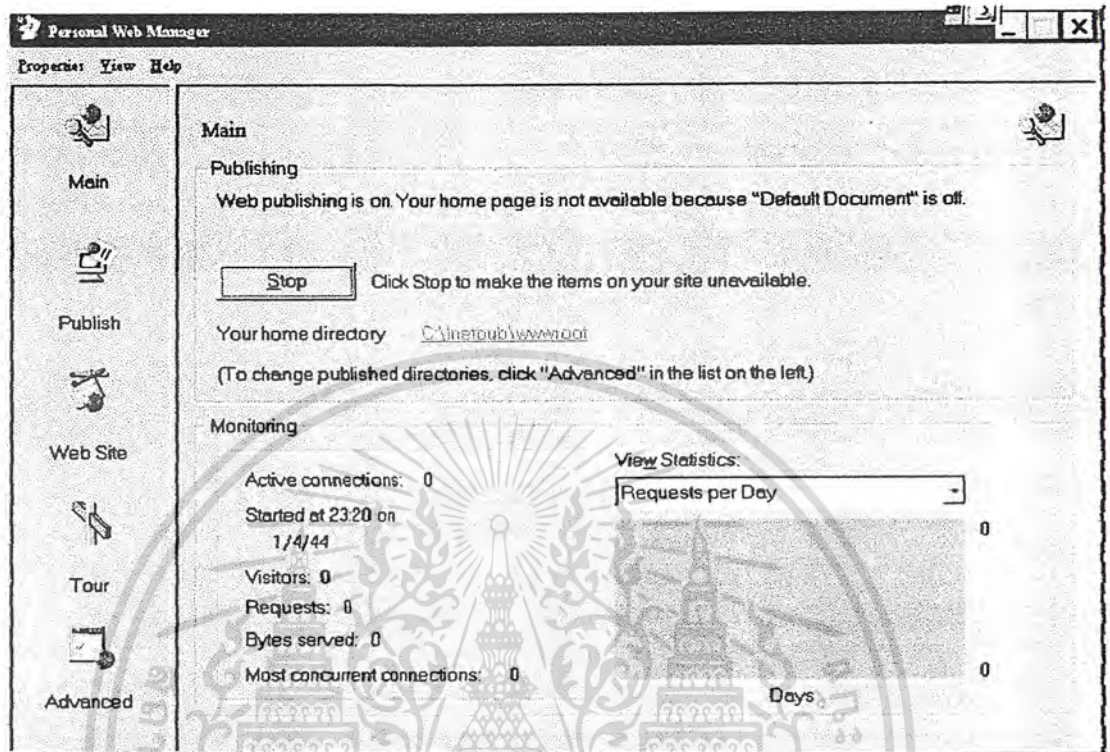 Personal Web Manager
Properties View Help
Main
Publish
Web Site
Tour
Advanced
Main
Publishing
Web publishing is on. Your home page is not available because "Default Document" is off.
Stop
Click Stop to make the items on your site unavailable.
Your home directory C:\Inetpub\wwwroot
(To change published directories, click "Advanced" in the list on the left.)
Monitoring
Active connections: 0
Started at 23:20 on
1/4/44
Visitors: 0
Requests: 0
Bytes served: 0
Most concurrent connections: 0
View Statistics:
Requests per Day
0
0
Days